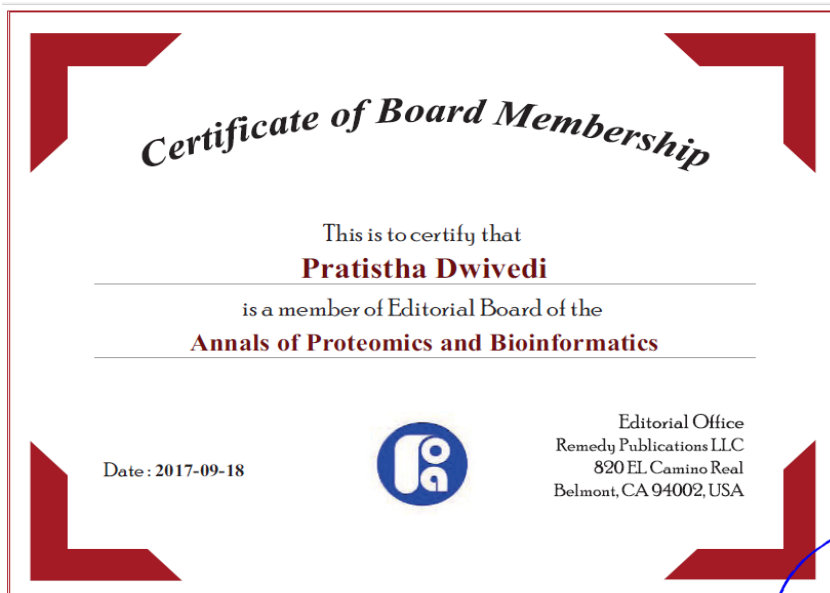 Certificate of Board Membership
This is to certify that
Pratistha Dwivedi
is a member of Editorial Board of the
Annals of Proteomics and Bioinformatics
Editorial Office
Remedy Publications LLC
820 EL Camino Real
Belmont, CA 94002, USA
Date : 2017-09-18
roa